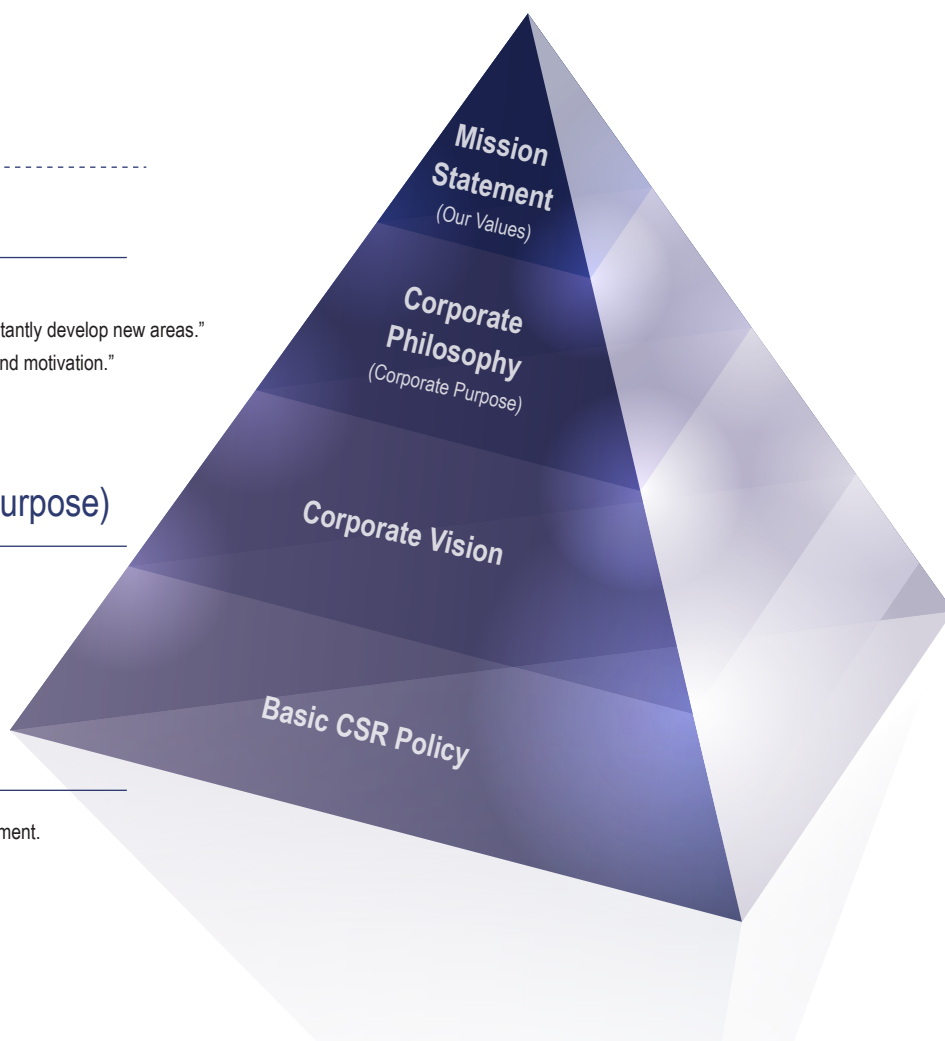 Mission
Statement
(Our Values)
tantly develop new areas.”
nd motivation.”
Corporate
Philosophy
(Corporate Purpose)
urpose)
Corporate Vision
Basic CSR Policy
ment.